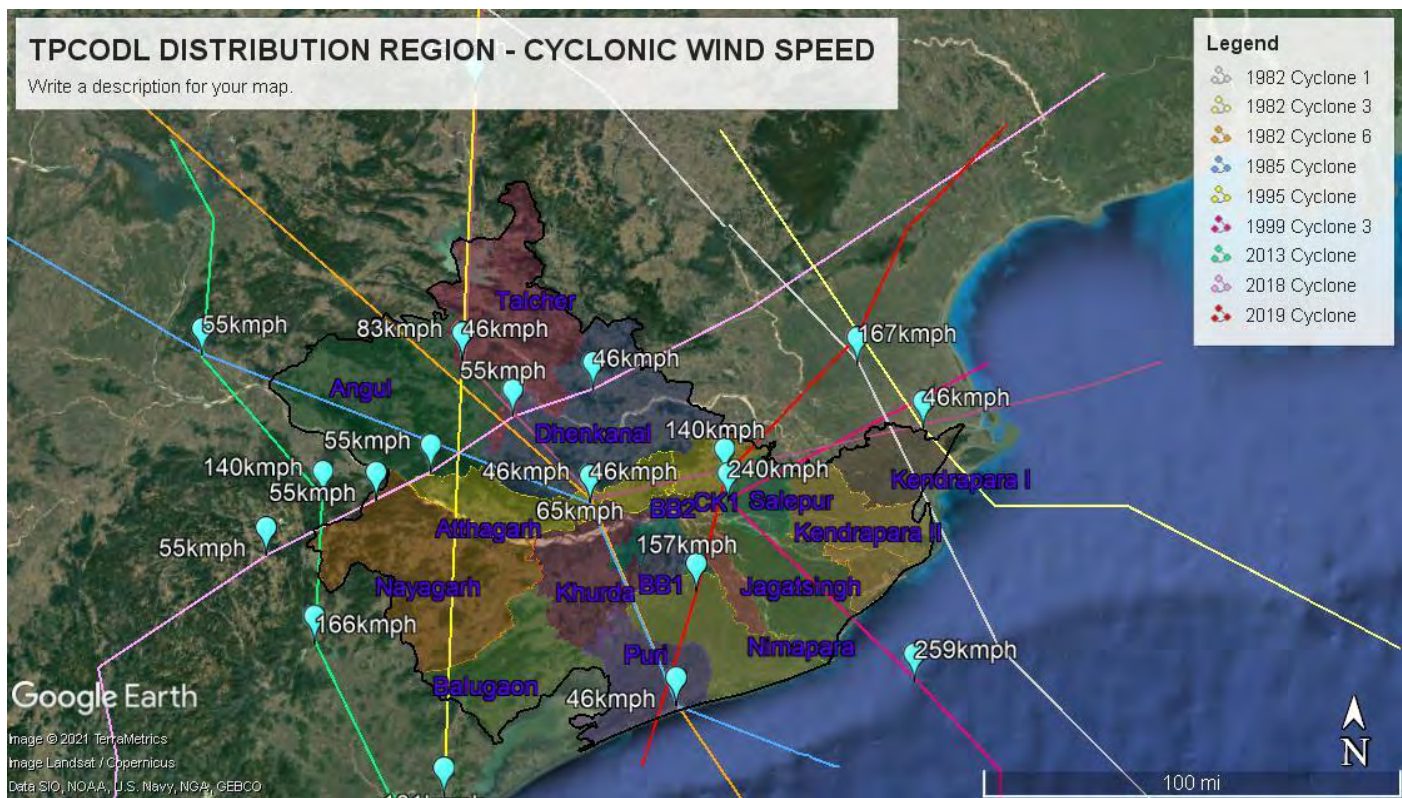 TPCODL DISTRIBUTION REGION - CYCLONIC WIND SPEED
Write a description for your map.
Legend
1982 Cyclone 1
1982 Cyclone 3
1982 Cyclone 6
1985 Cyclone
1995 Cyclone
1999 Cyclone 3
2013 Cyclone
2018 Cyclone
2019 Cyclone
Talcher
55kmph
83kmph
46kmph
167kmph
46kmph
55kmph
Angul
46kmph
Dhenkanal
140kmph
55kmph
140kmph
46kmph
46kmph
240kmph
Kendrapara I
55kmph
65kmph
BB2
CK1
Salepur
Atthagarh
Kendrapara II
55kmph
157kmph
Nayagarh
Khurda
BB1
Jagatsingh
166kmph
Puri
Nimapara
259kmph
Balugaon
46kmph
Google Earth
Image © 2021 TerraMetrics
Image Landsat / Copernicus
Data SIO, NOAA, U.S. Navy, NGA, GEBCO
N
100 mi